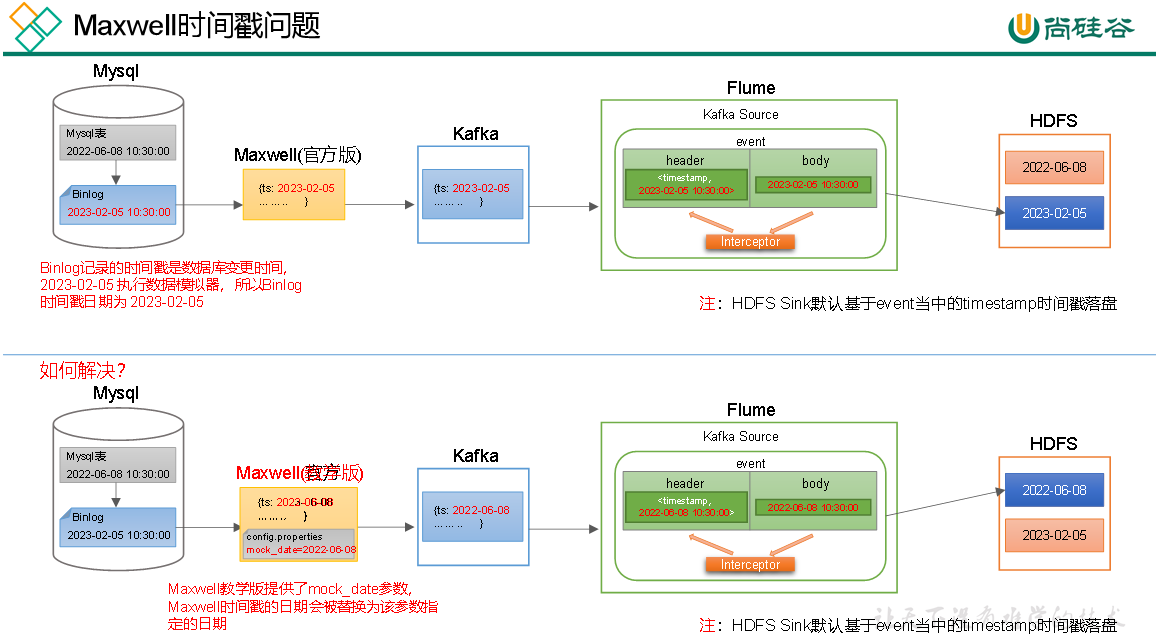 Maxwell时间戳问题
尚硅谷
Mysql
Mysql表
2022-06-08 10:30:00
Binlog
2023-02-05 10:30:00
Maxwell(官方版)
{ts: 2023-02-05
……… }
Kafka
{ts: 2023-02-05
……… }
Flume
Kafka Source
event
header
<timestamp,
2023-02-05 10:30:00>
body
2023-02-05 10:30:00
Interceptor
HDFS
2022-06-08
2023-02-05
Binlog记录的时间戳是数据库变更时间,
2023-02-05 执行数据模拟器，所以Binlog
时间戳日期为 2023-02-05
注：HDFS Sink默认基于event当中的timestamp时间戳落盘
如何解决？
Mysql
Mysql表
2022-06-08 10:30:00
Binlog
2023-02-05 10:30:00
Maxwell(版)
{ts:
……… }
config.properties
mock_date=2022-06-08
Kafka
{ts: 2022-06-08
……… }
Flume
Kafka Source
event
header
<timestamp,
2022-06-08 10:30:00>
body
2022-06-08 10:30:00
Interceptor
HDFS
2022-06-08
2023-02-05
Maxwell教学版提供了mock_date参数,
Maxwell时间戳的日期会被替换为该参数指
定的日期
注：HDFS Sink默认基于event当中的timestamp时间戳落盘